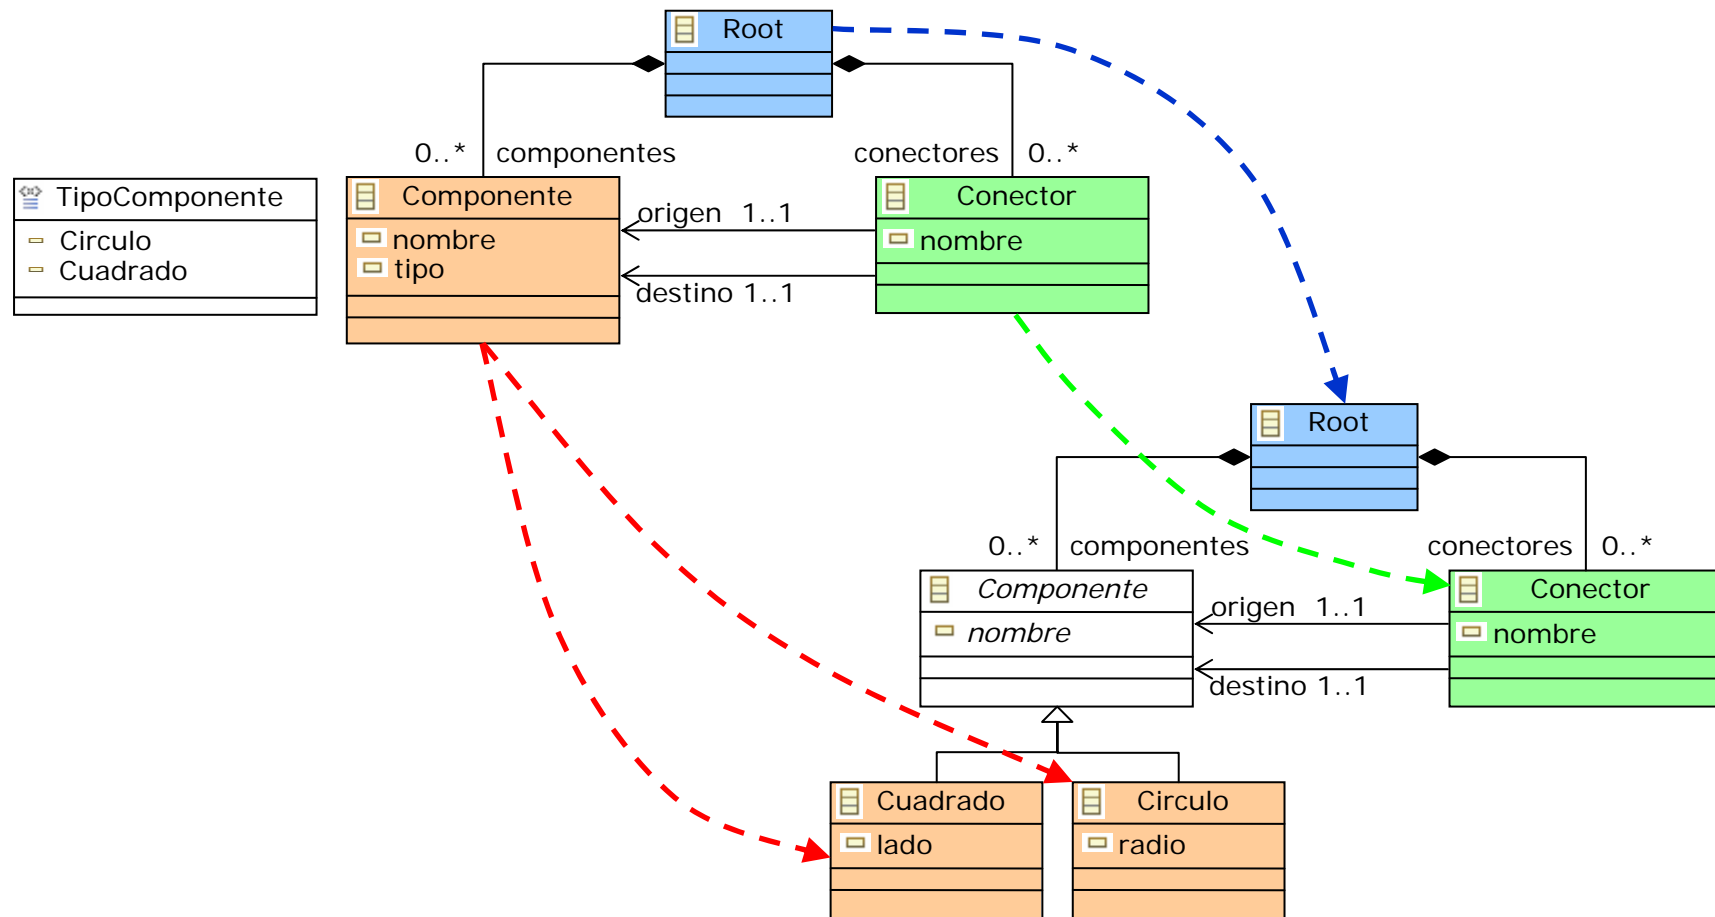 Root
0..* componentes
conectores 0..*
TipoComponente
Circulo
Cuadrado
Componente
nombre
tipo
origen 1..1
destino 1..1
Conector
nombre
Root
0..* componentes
conectores 0..*
Componente
nombre
origen 1..1
destino 1..1
Conector
nombre
Cuadrado
lado
Circulo
radio